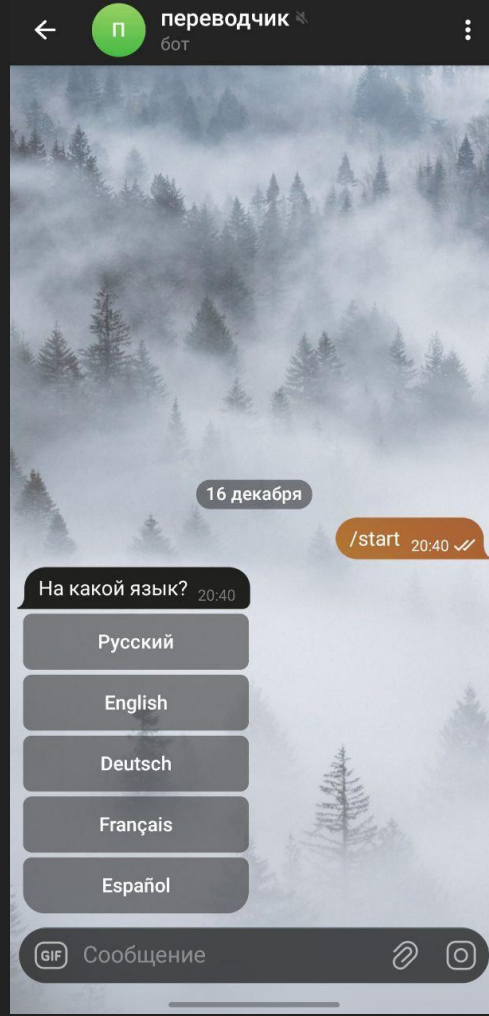 П
переводчик
бот
16 декабря
/start 20:40
На какой язык? 20:40
Русский
English
Deutsch
Français
Español
GIF Сообщение